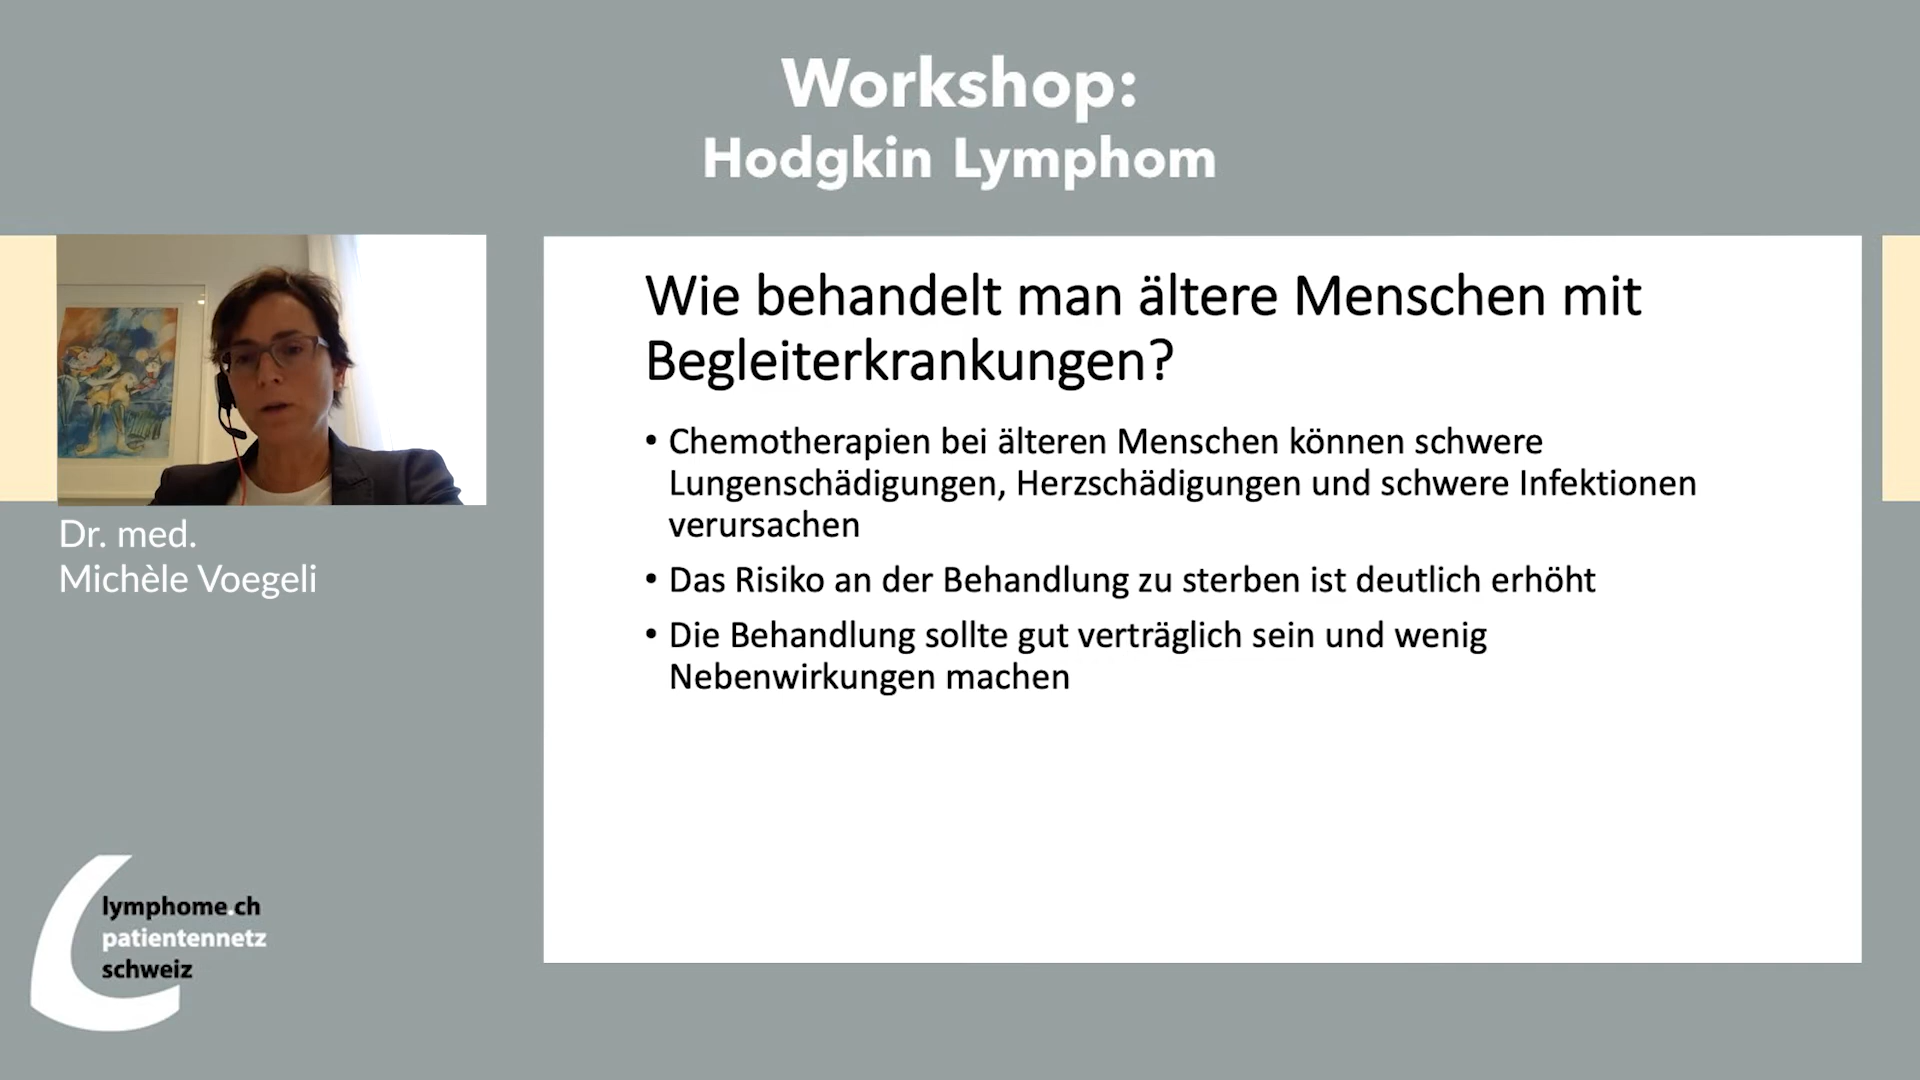 Workshop:
Hodgkin Lymphom
Wie behandelt man ältere Menschen mit
Begleiterkrankungen?
• Chemotherapien bei älteren Menschen können schwere
Lungenschädigungen, Herzschädigungen und schwere Infektionen
verursachen
• Das Risiko an der Behandlung zu sterben ist deutlich erhöht
• Die Behandlung sollte gut verträglich sein und wenig
Nebenwirkungen machen
Dr. med.
Michèle Voegeli
lymphome.ch
patientennetz
schweiz